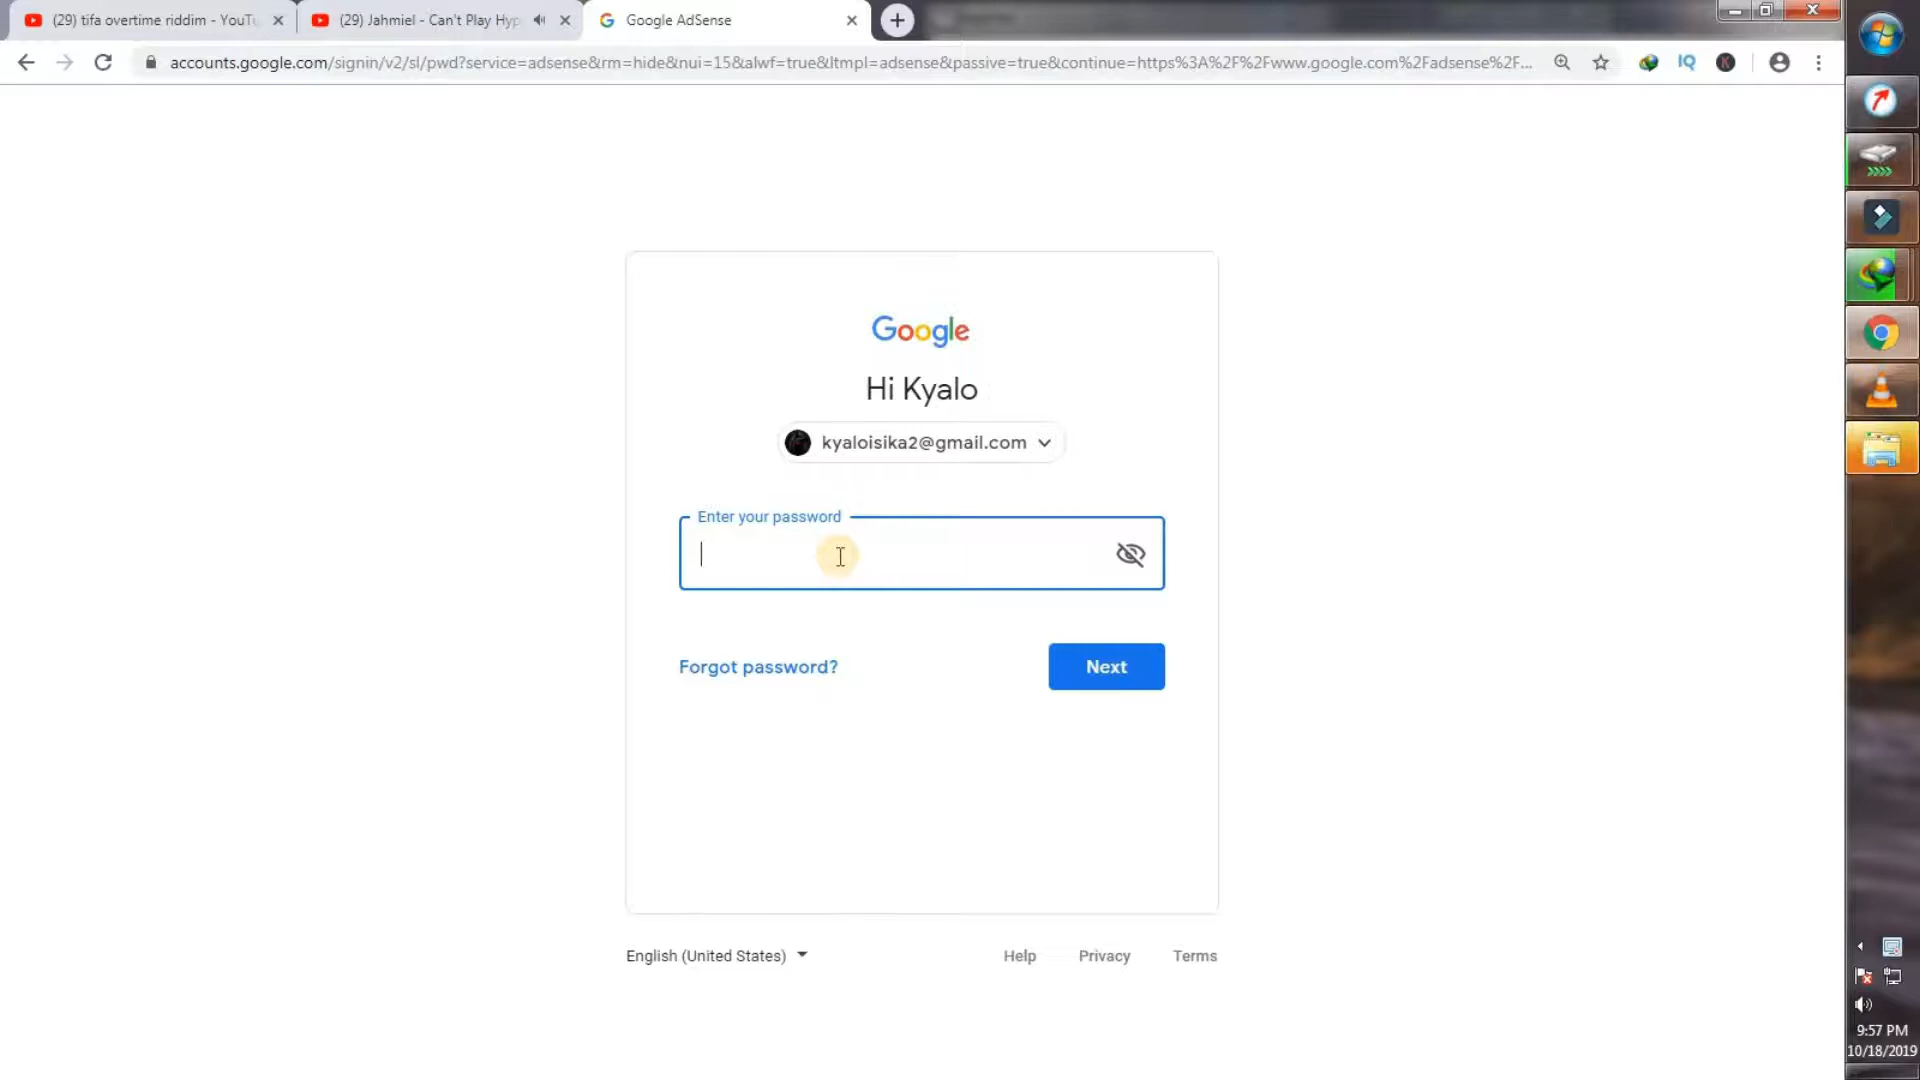 (29) tifa overtime riddim - YouTu
(29) Jahmiel - Can't Play Hyp
Google AdSense
accounts.google.com/signin/v2/sl/pwd?service=adsense&rm=hide&nui=15&alwf=true&ltmpl=adsense&passive=true&continue=https%3A%2F%2Fwww.google.com%2Fadsense%2F...
IQ
K
Google
Hi Kyalo
kyaloisika2@gmail.com
Enter your password
Forgot password?
Next
English (United States)
Help
Privacy
Terms
9:57 PM
10/18/2019